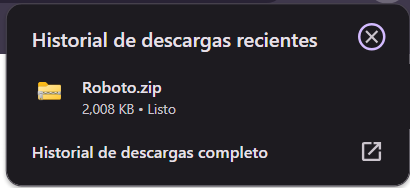 Historial de descargas recientes
Roboto.zip
2,008 KB • Listo
Historial de descargas completo